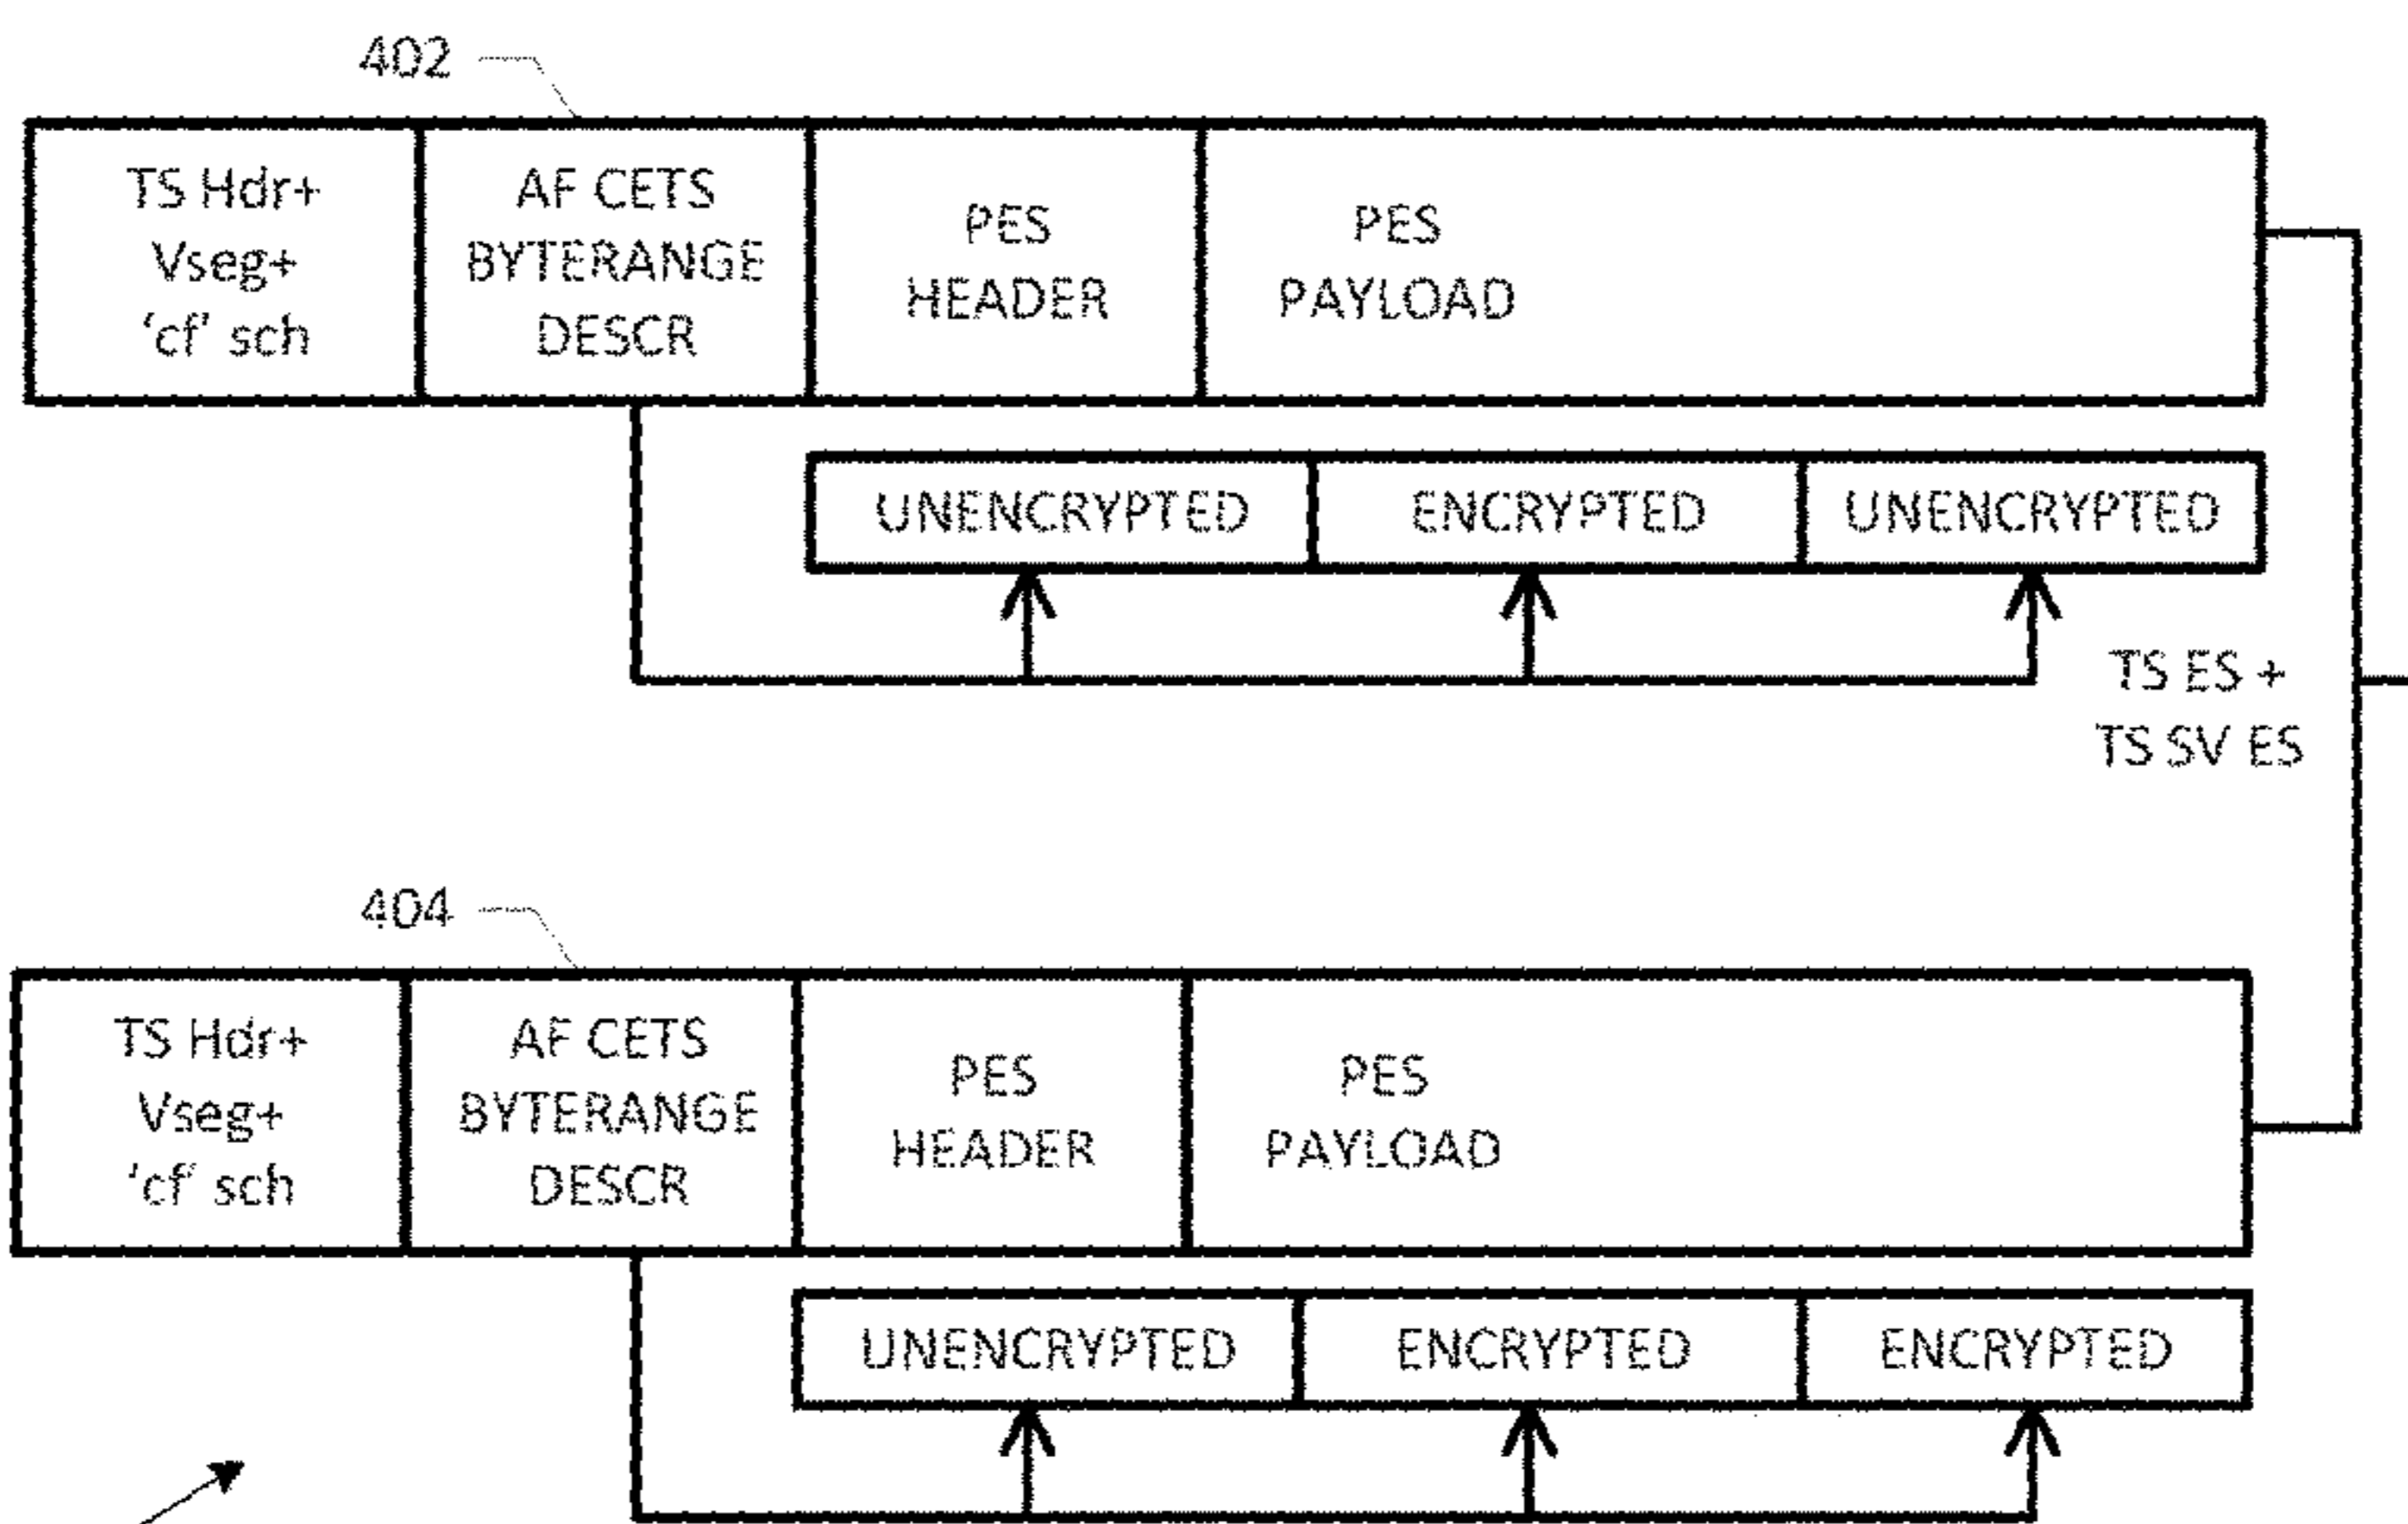 402
TS Hdr+
Vseg+
‘cf’ sch
AF CETS
BYTERANGE
DESCR
PES
HEADER
PES
PAYLOAD
UNENCRYPTED
ENCRYPTED
UNENCRYPTED
TS ES +
TS SV ES
404
TS Hdr+
Vseg+
‘cf’ sch
AF CETS
BYTERANGE
DESCR
PES
HEADER
PES
PAYLOAD
UNENCRYPTED
ENCRYPTED
ENCRYPTED